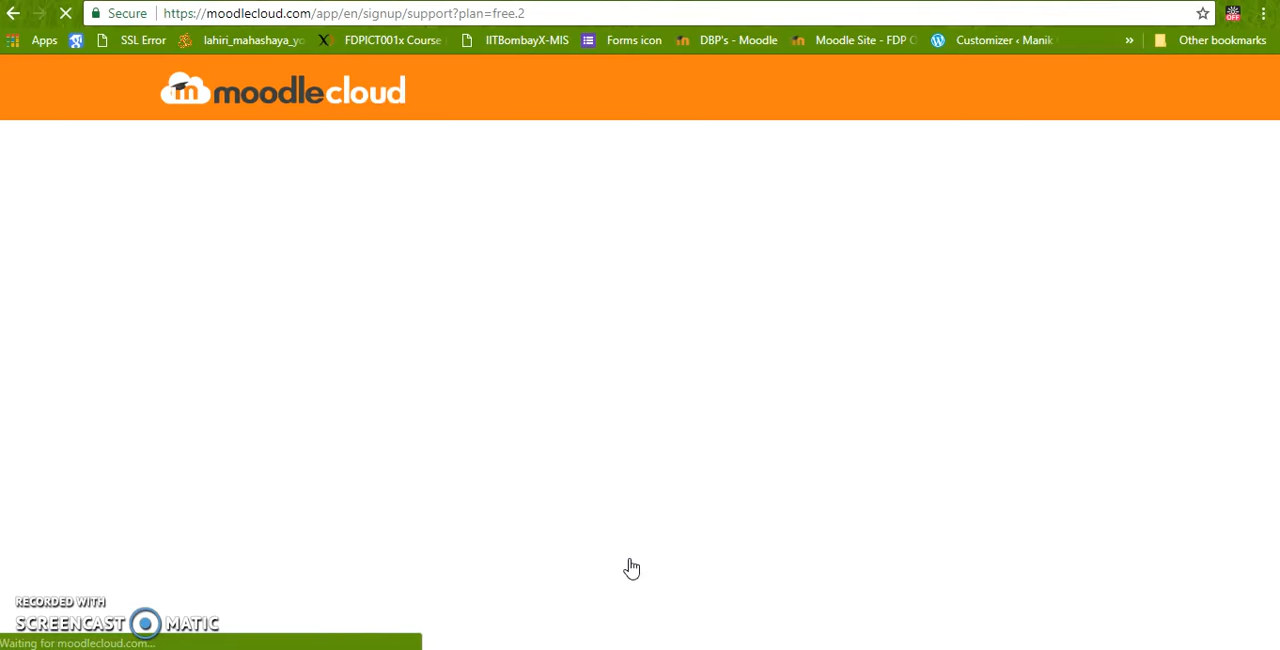 Secure https://moodlecloud.com/app/en/signup/support?plan=free.2
Apps SSL Error lahiri_mahashaya_yo FDPICT001x Course IITBombayX-MIS Forms icon DBP's - Moodle Moodle Site - FDP O Customizer ‹ Manik » Other bookmarks
OFF
moodlecloud
RECORDED WITH
SCREENCAST MATIC
Waiting for moodlecloud.com...